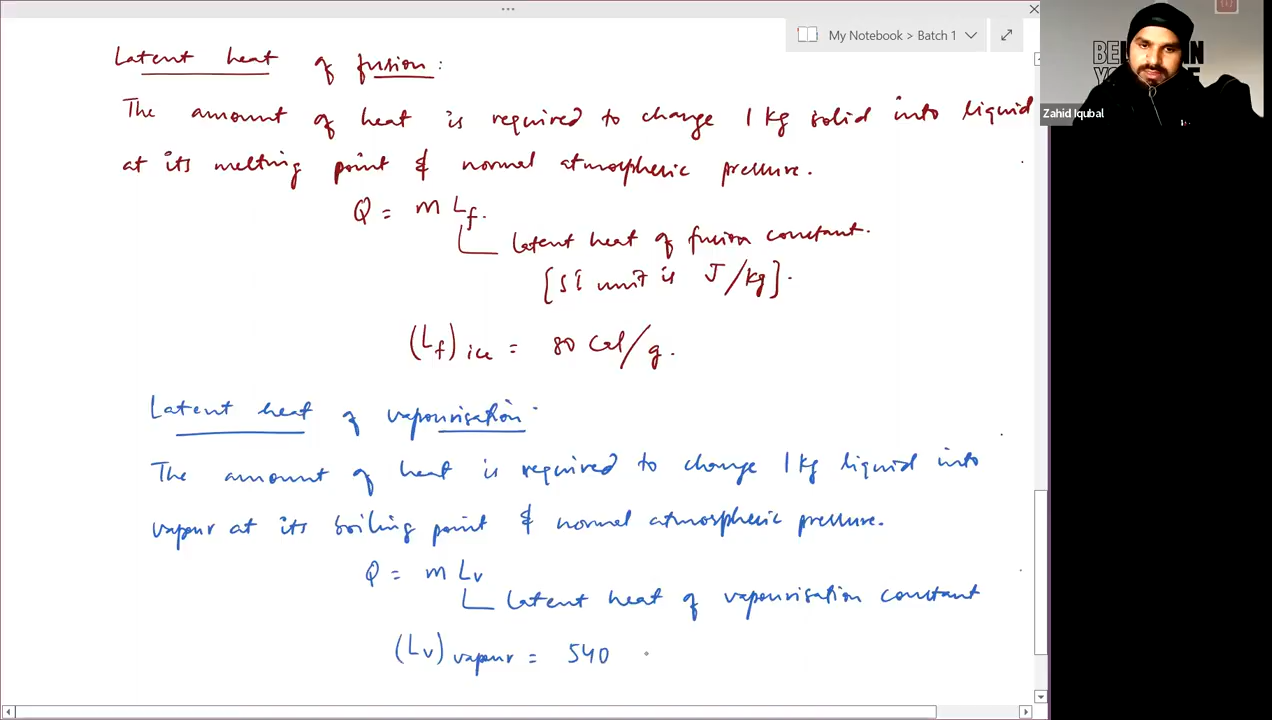 My Notebook > Batch 1
Zahid Iqubal
Latent heat of fusion :
The amount of heat is required to change 1 kg solid into liquid
at its melting point & normal atmospheric pressure.
Q = m Lf.
Latent heat of fusion constant.
[SI unit is J/kg].
(Lf) ice = 80 Cal/g.
Latent heat of vapourisation:
The amount of heat is required to change 1 kg liquid into
vapour at its boiling point & normal atmospheric pressure.
Q = m Lv
Latent heat of vapourisation constant
(Lv) vapour = 540